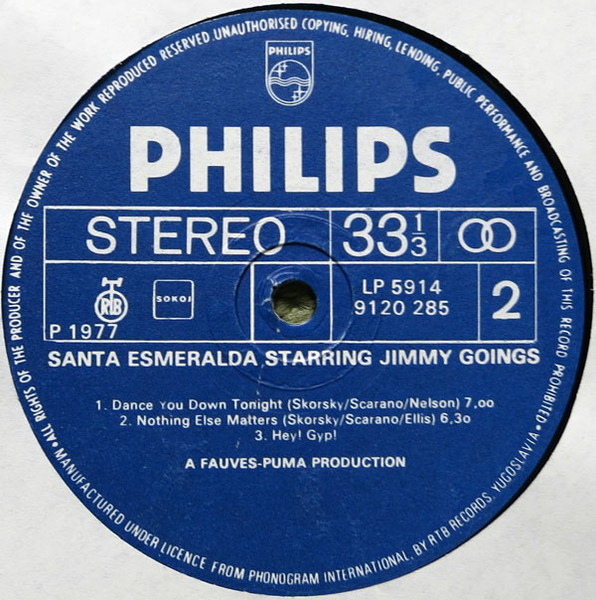 ALL RIGHTS OF THE PRODUCER AND OF THE OWNER OF THE WORK REPRODUCED RESERVED UNAUTHORISED COPYING, HIRING, LENDING, PUBLIC PERFORMANCE AND BROADCASTING OF THIS RECORD PROHIBITED •
PHILIPS
PHILIPS
STEREO 33 1/3
RTB SOKOJ LP 5914
9120 285 2
P 1977
SANTA ESMERALDA STARRING JIMMY GOINGS
1. Dance You Down Tonight (Skorsky/Scarano/Nelson) 7,00
2. Nothing Else Matters (Skorsky/Scarano/Ellis) 6,30
3. Hey! Gyp!
A FAUVES-PUMA PRODUCTION
• MANUFACTURED UNDER LICENCE FROM PHONOGRAM INTERNATIONAL, BY RTB RECORDS, YUGOSLAVIA •